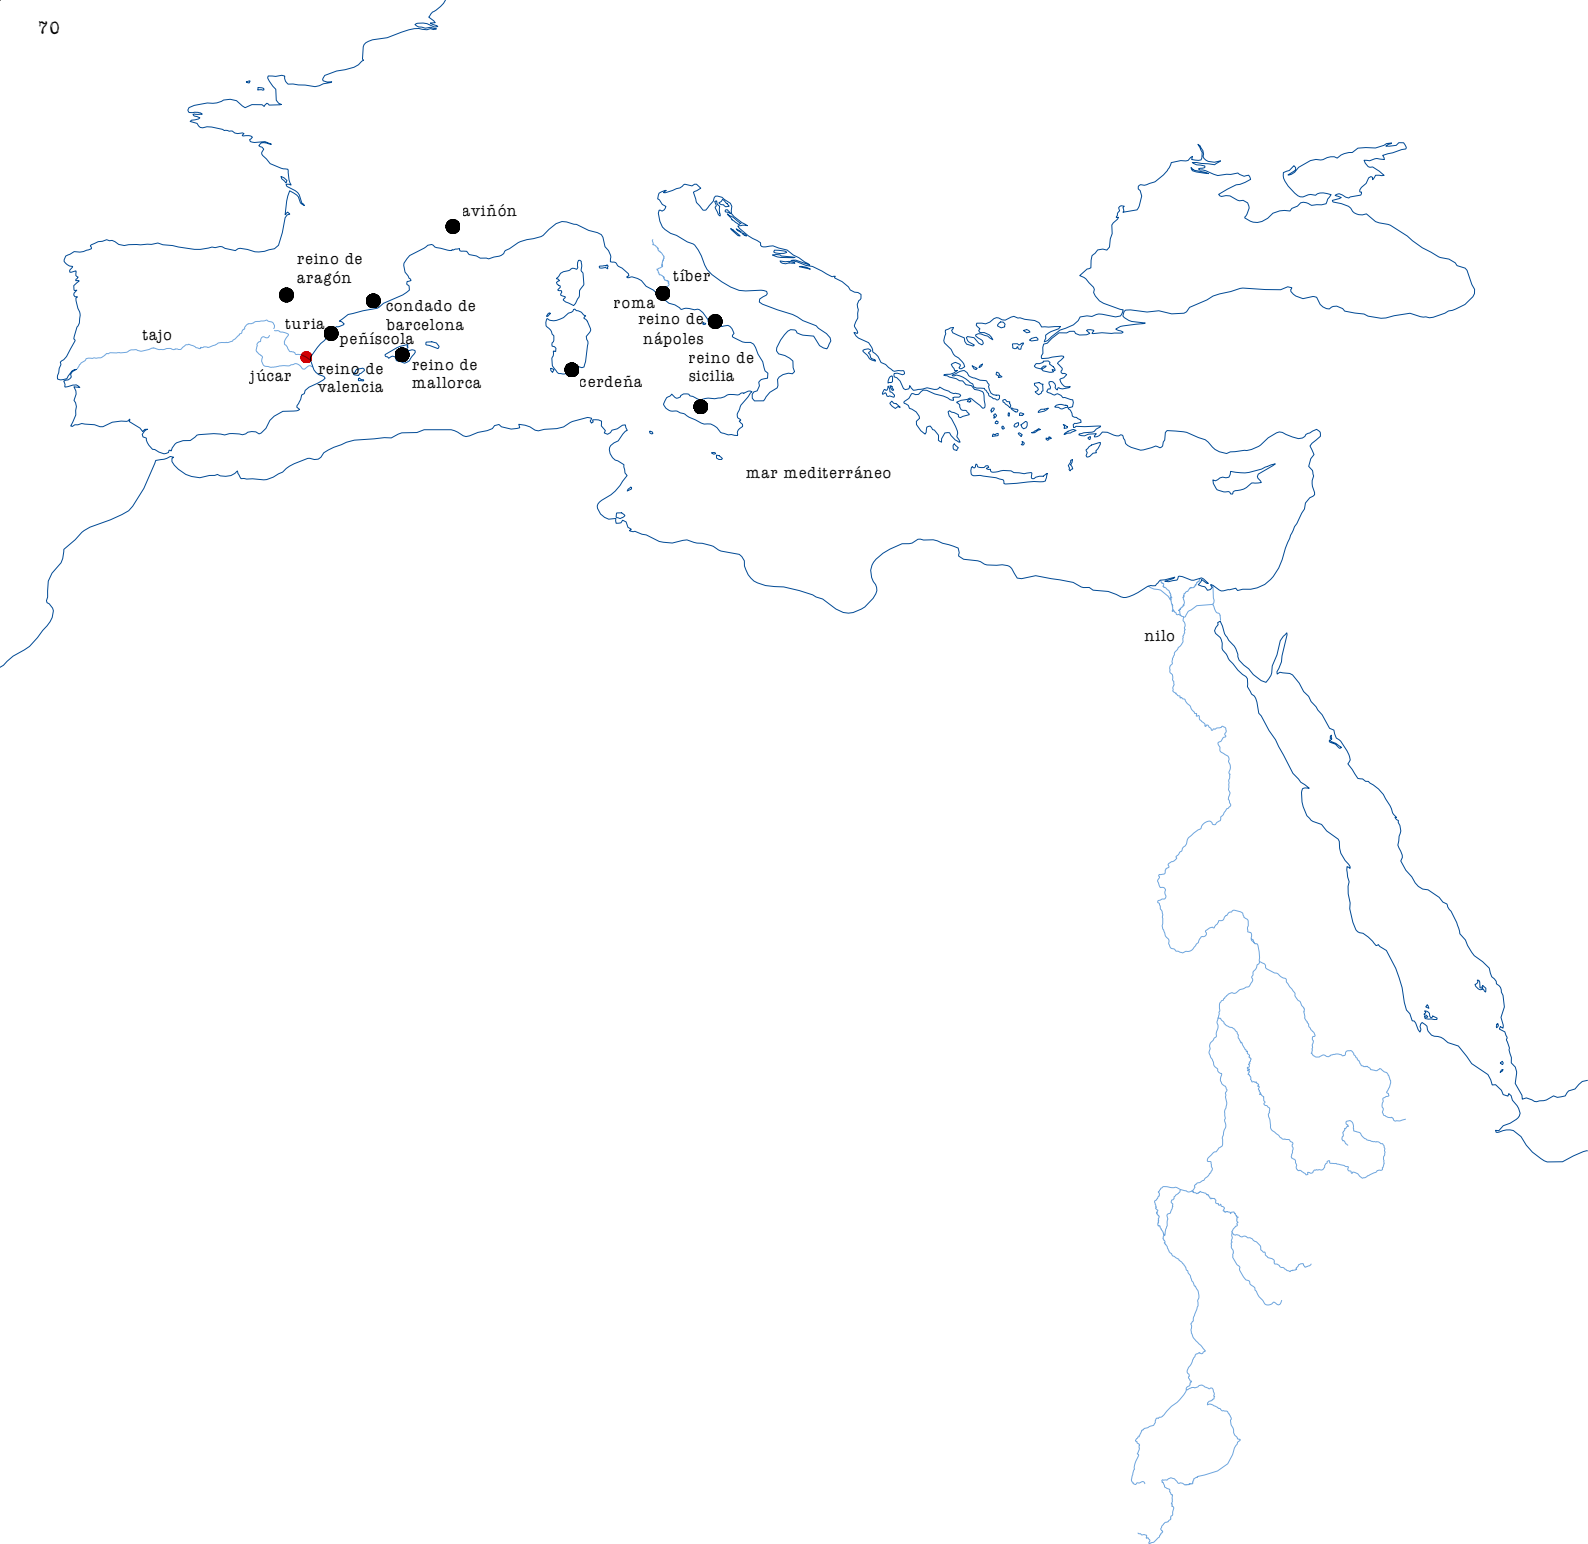 70
aviñón
reino de
aragón
tíber
roma
condado de
barcelona
reino de
nápoles
turia
peñíscola
tajo
reino de
sicilia
júcar
reino de
valencia
reino de
mallorca
cerdeña
mar mediterráneo
nilo